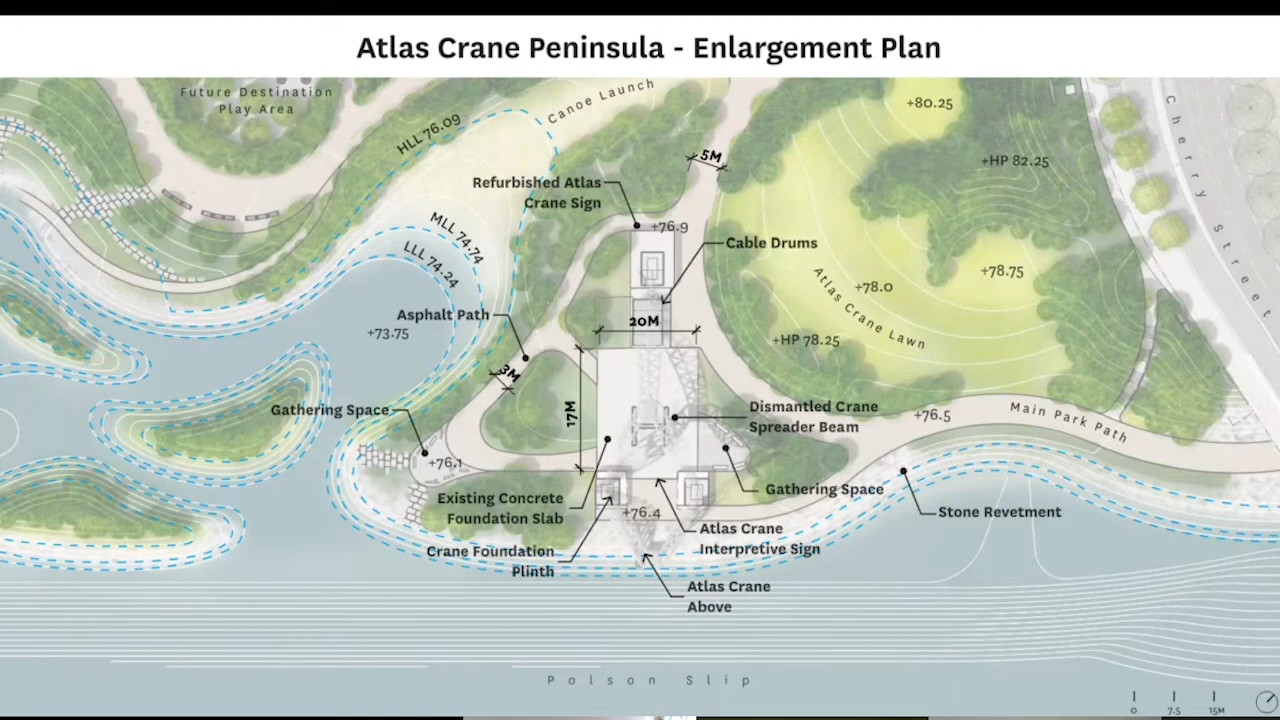 Atlas Crane Peninsula - Enlargement Plan
Future Destination
Play Area
HLL 76.09
Canoe Launch
+80.25
Cherry Street
5M
+HP 82.25
Refurbished Atlas
Crane Sign
+76.9
MLL 74.74
LLL 74.24
Cable Drums
+78.75
+78.0
Atlas Crane Lawn
Asphalt Path
+73.75
20M
+HP 78.25
3M
17M
Gathering Space
Dismantled Crane
Spreader Beam
+76.5
Main Park Path
+76.1
Gathering Space
Existing Concrete
Foundation Slab
+76.4
Stone Revetment
Atlas Crane
Interpretive Sign
Crane Foundation
Plinth
Atlas Crane
Above
Polson Slip
0 7.5 15M